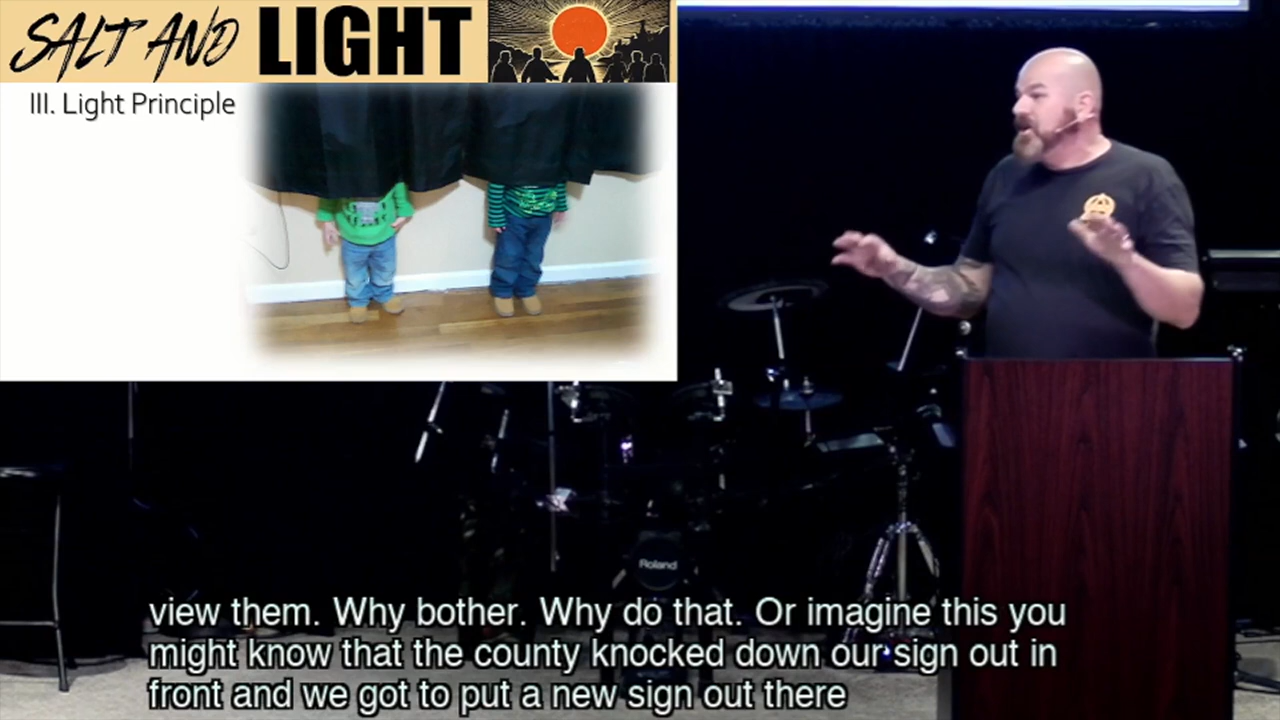 SALT AND LIGHT
III. Light Principle
Roland
view them. Why bother. Why do that. Or imagine this you
might know that the county knocked down our sign out in
front and we got to put a new sign out there